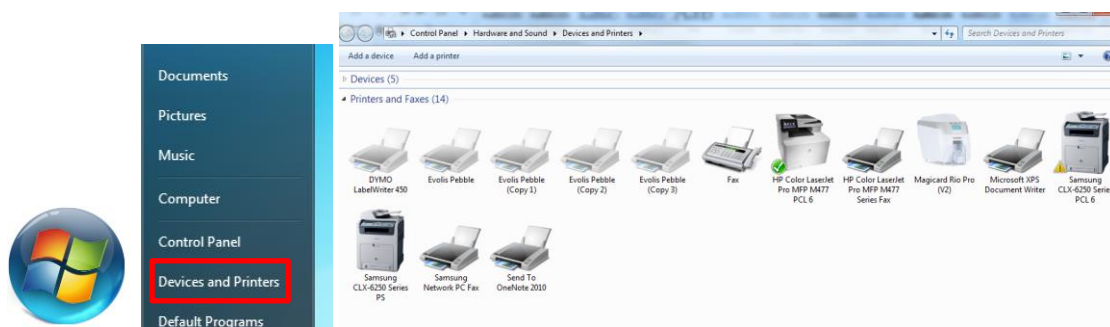 Documents
Pictures
Music
Computer
Control Panel
Devices and Printers
Default Programs
Control Panel ▸ Hardware and Sound ▸ Devices and Printers ▸
Search Devices and Printers
Add a device Add a printer
Devices (5)
Printers and Faxes (14)
DYMO
LabelWriter 450
Evolis Pebble
Evolis Pebble
(Copy 1)
Evolis Pebble
(Copy 2)
Evolis Pebble
(Copy 3)
Fax
HP Color LaserJet
Pro MFP M477
PCL 6
HP Color LaserJet
Pro MFP M477
Series Fax
Magicard Rio Pro
(V2)
Microsoft XPS
Document Writer
Samsung
CLX-6250 Serie
PCL 6
Samsung
CLX-6250 Series
PS
Samsung
Network PC Fax
Send To
OneNote 2010